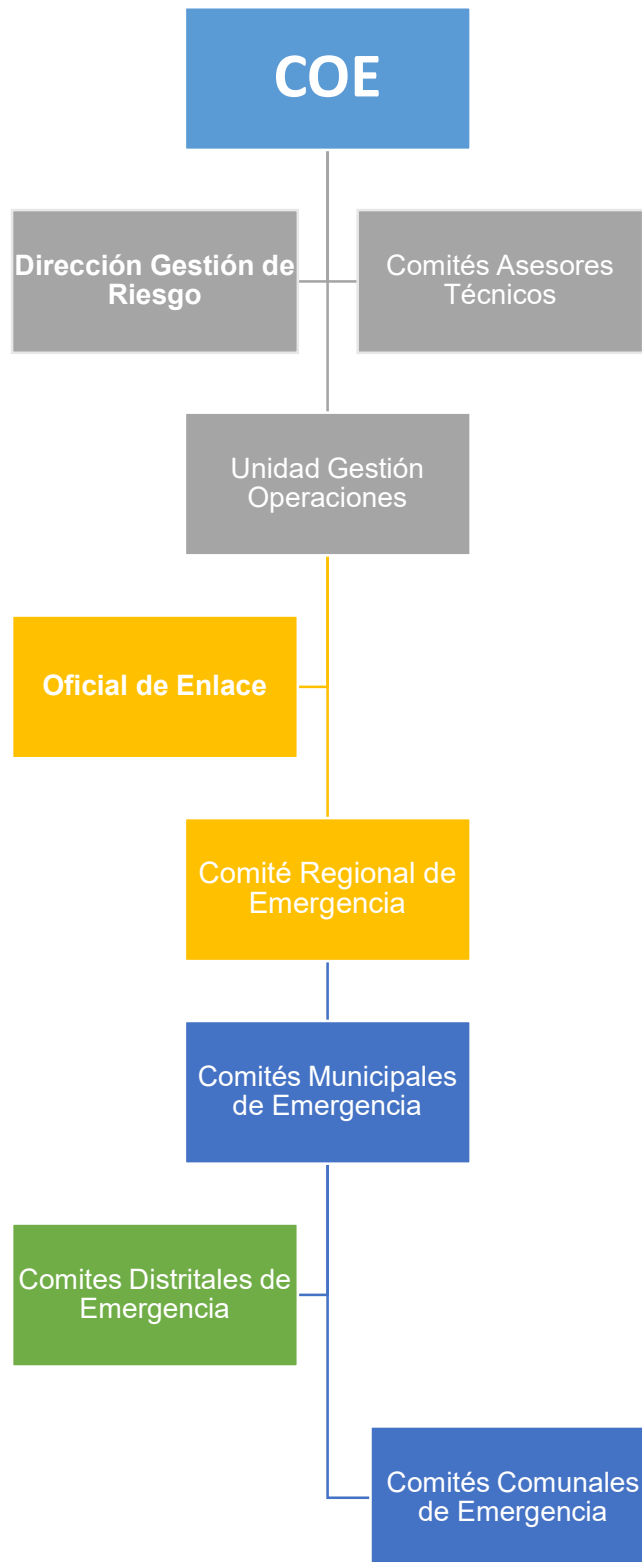 COE
Dirección Gestión de
Riesgo
Comités Asesores
Técnicos
Unidad Gestión
Operaciones
Oficial de Enlace
Comité Regional de
Emergencia
Comités Municipales
de Emergencia
Comites Distritales de
Emergencia
Comités Comunales
de Emergencia